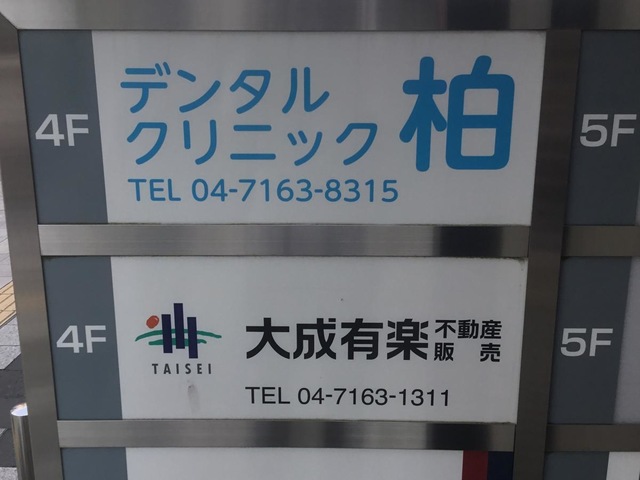 4F
デンタル
クリニック 柏
TEL 04-7163-8315
5F
4F
TAISEI
大成有楽 不動産
販売
TEL 04-7163-1311
5F